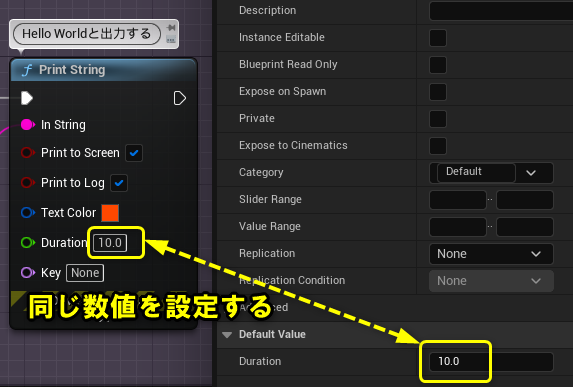 Hello Worldと出力する
Print String
In String
Print to Screen
Print to Log
Text Color
Duration 10.0
Key None
同じ数値を設定する
Description
Instance Editable
Blueprint Read Only
Expose on Spawn
Private
Expose to Cinematics
Category Default
Slider Range ..
Value Range ..
Replication None
Replication Condition None
Default Value
Duration 10.0